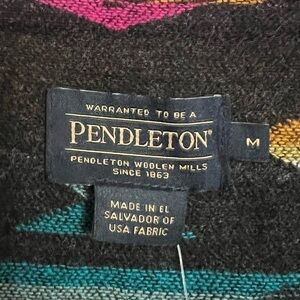 WARRANTED TO BE A
PENDLETON®
M
PENDLETON WOOLEN MILLS
SINCE 1863
MADE IN EL
SALVADOR OF
USA FABRIC